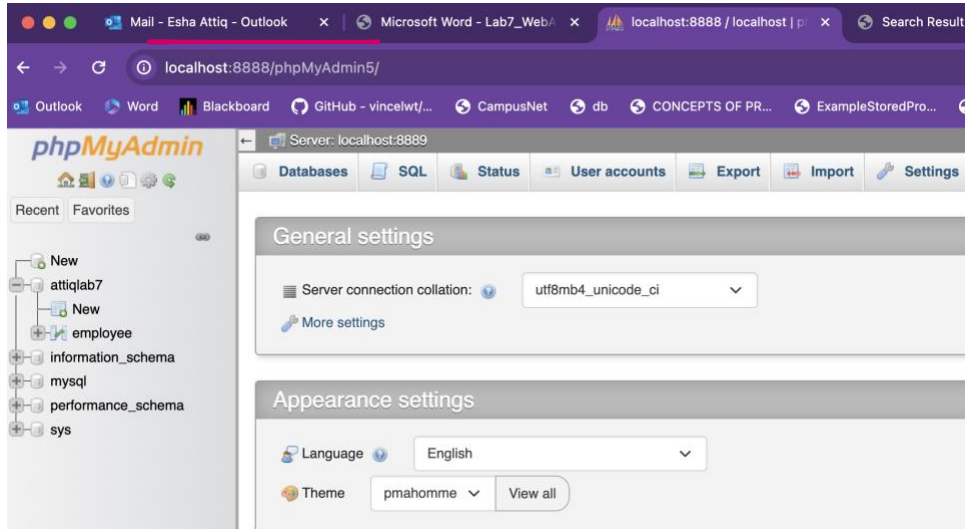 Mail - Esha Attiq - Outlook
Microsoft Word - Lab7_WebA
localhost:8888 / localhost | p
Search Result
localhost:8888/phpMyAdmin5/
Outlook
Word
Blackboard
GitHub - vincelwt/...
CampusNet
db
CONCEPTS OF PR...
ExampleStoredPro...
phpMyAdmin
Recent Favorites
New
attiqlab7
New
employee
information_schema
mysql
performance_schema
sys
Server: localhost:8889
Databases
SQL
Status
User accounts
Export
Import
Settings
General settings
Server connection collation:
utf8mb4_unicode_ci
More settings
Appearance settings
Language
English
Theme
pmahomme
View all